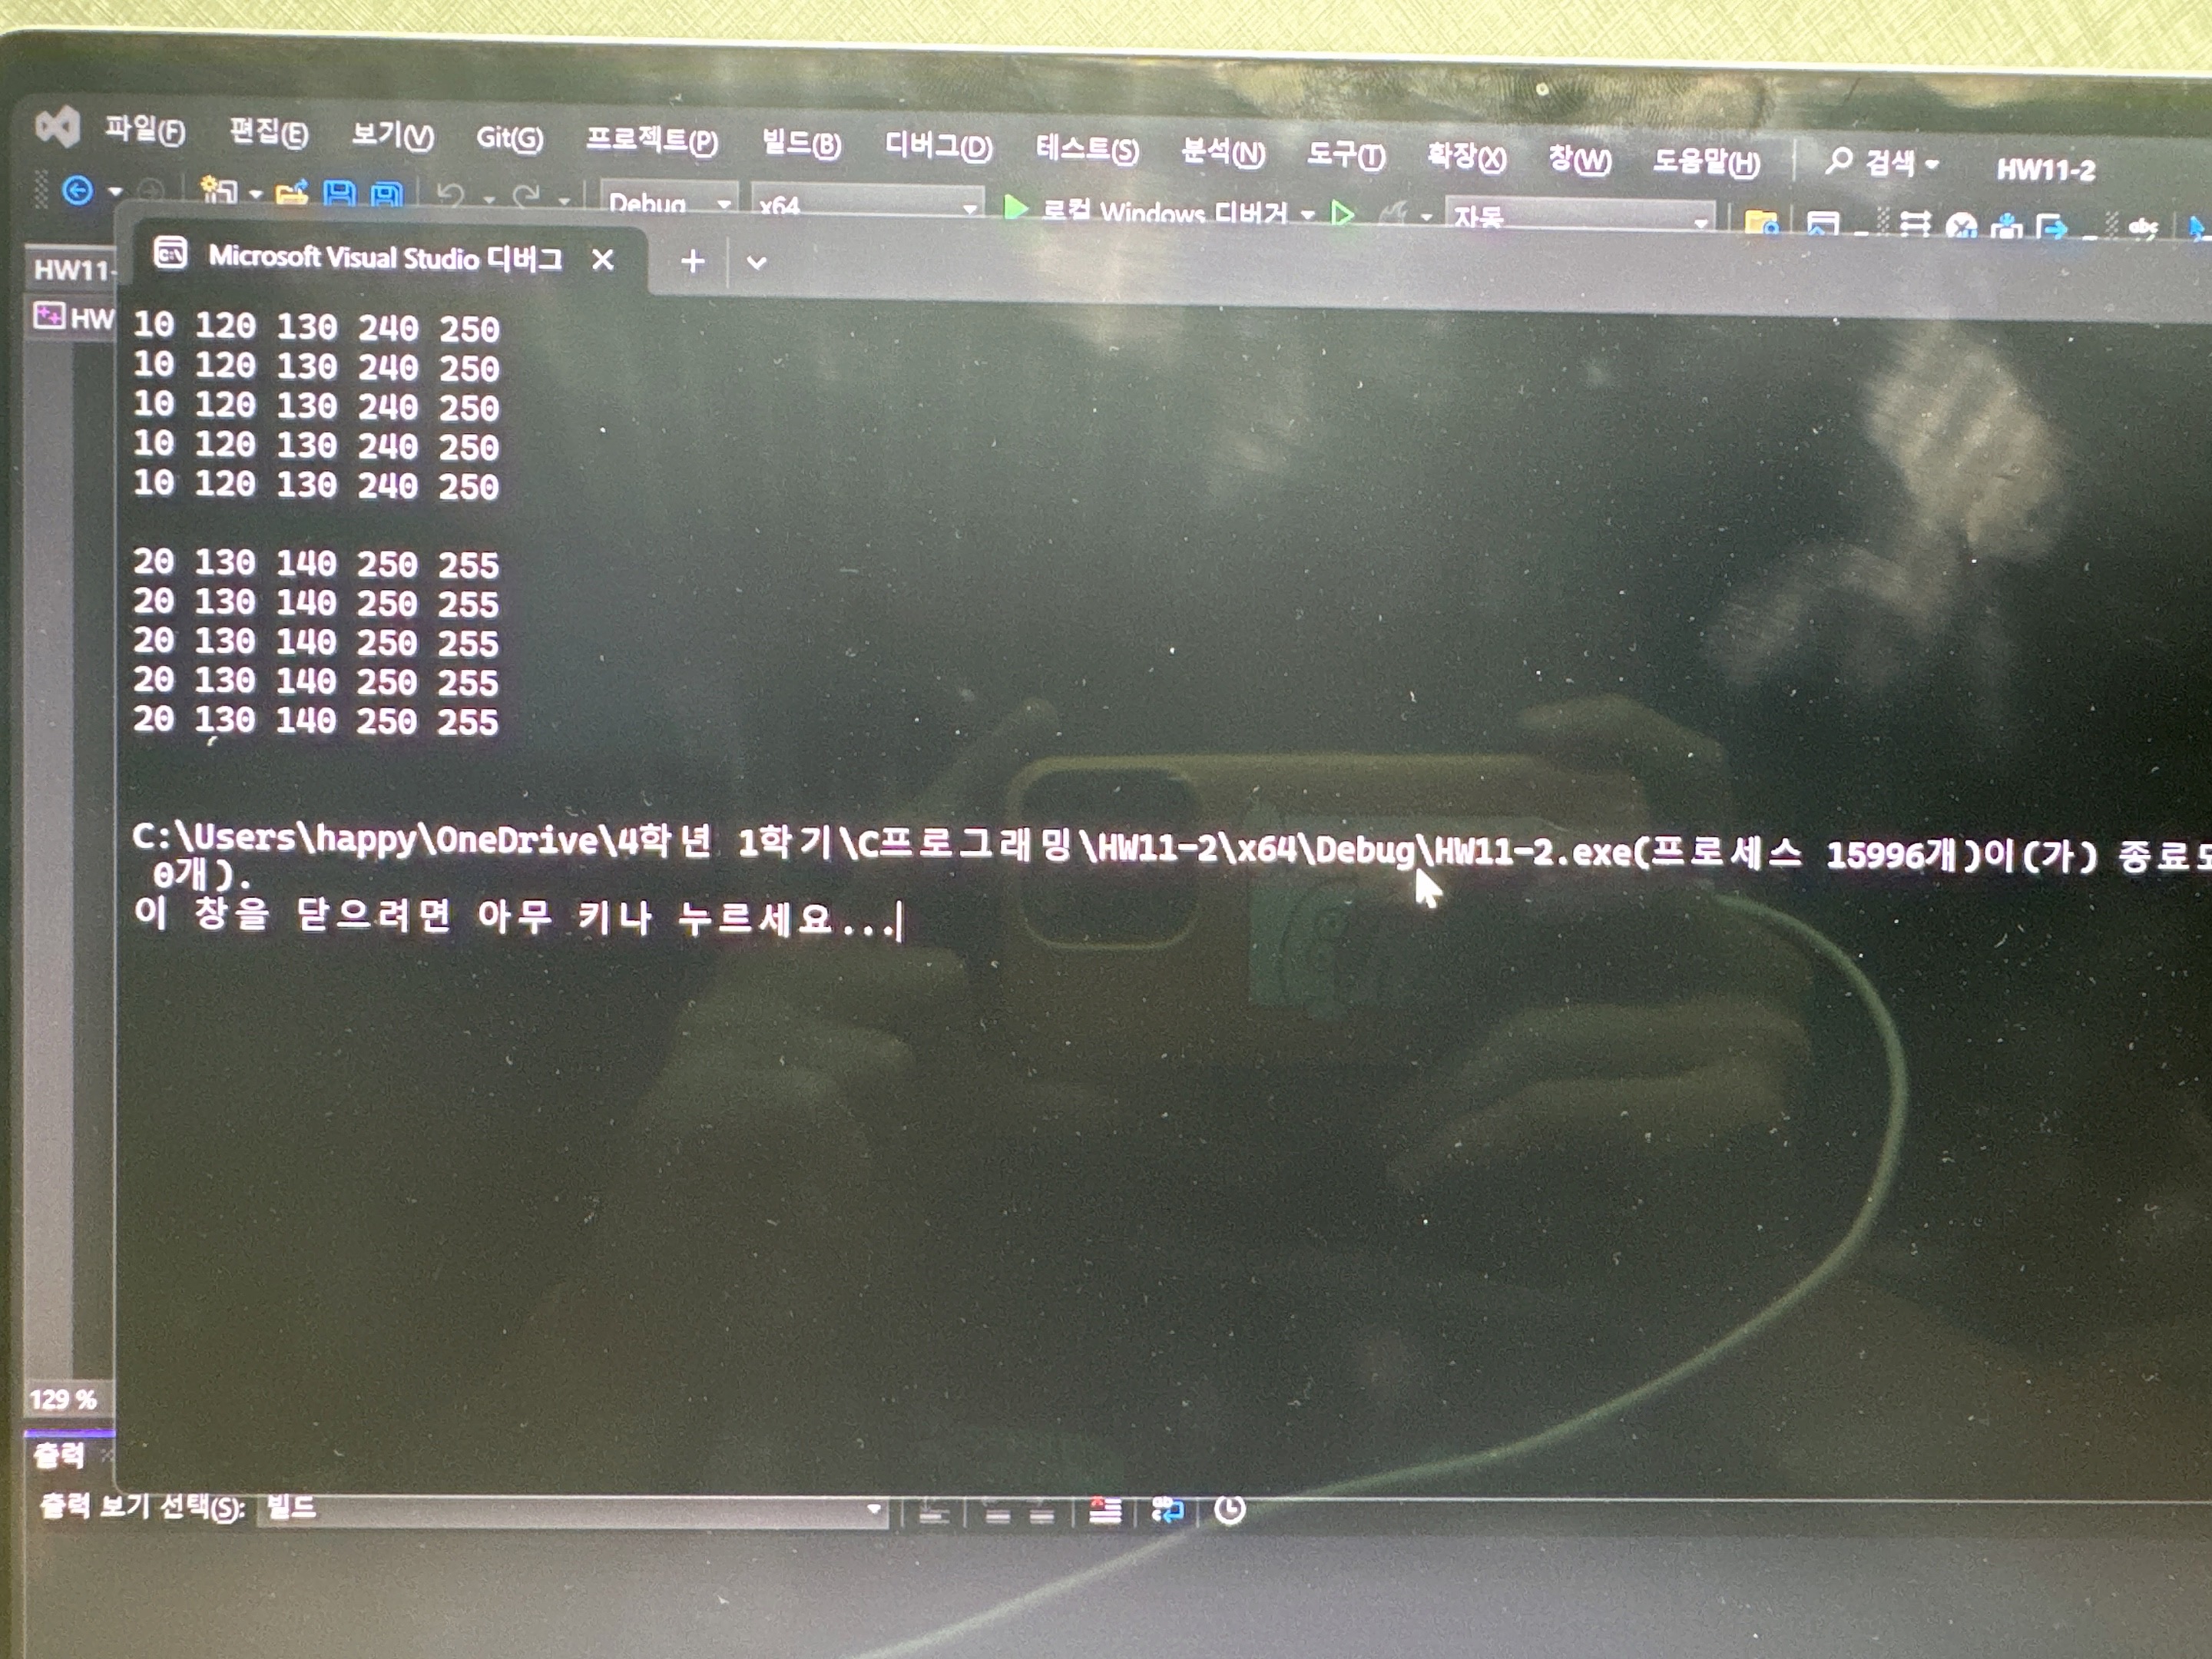 파일(F) 편집(E) 보기(V) Git(G) 프로젝트(P) 빌드(B) 디버그(D) 테스트(S) 분석(N) 도구(T) 확장(X) 창(W) 도움말(H) 검색 HW11-2
Debug x64 로컬 Windows 디버거 자동
HW11- Microsoft Visual Studio 디버그
HW
10 120 130 240 250
10 120 130 240 250
10 120 130 240 250
10 120 130 240 250
10 120 130 240 250
20 130 140 250 255
20 130 140 250 255
20 130 140 250 255
20 130 140 250 255
20 130 140 250 255
C:\Users\happy\OneDrive\4학년 1학기\C프로그래밍\HW11-2\x64\Debug\HW11-2.exe(프로세스 15996개)이(가) 종료
0개).
이 창을 닫으려면 아무 키나 누르세요...
129 %
출력
출력 보기 선택(S): 빌드